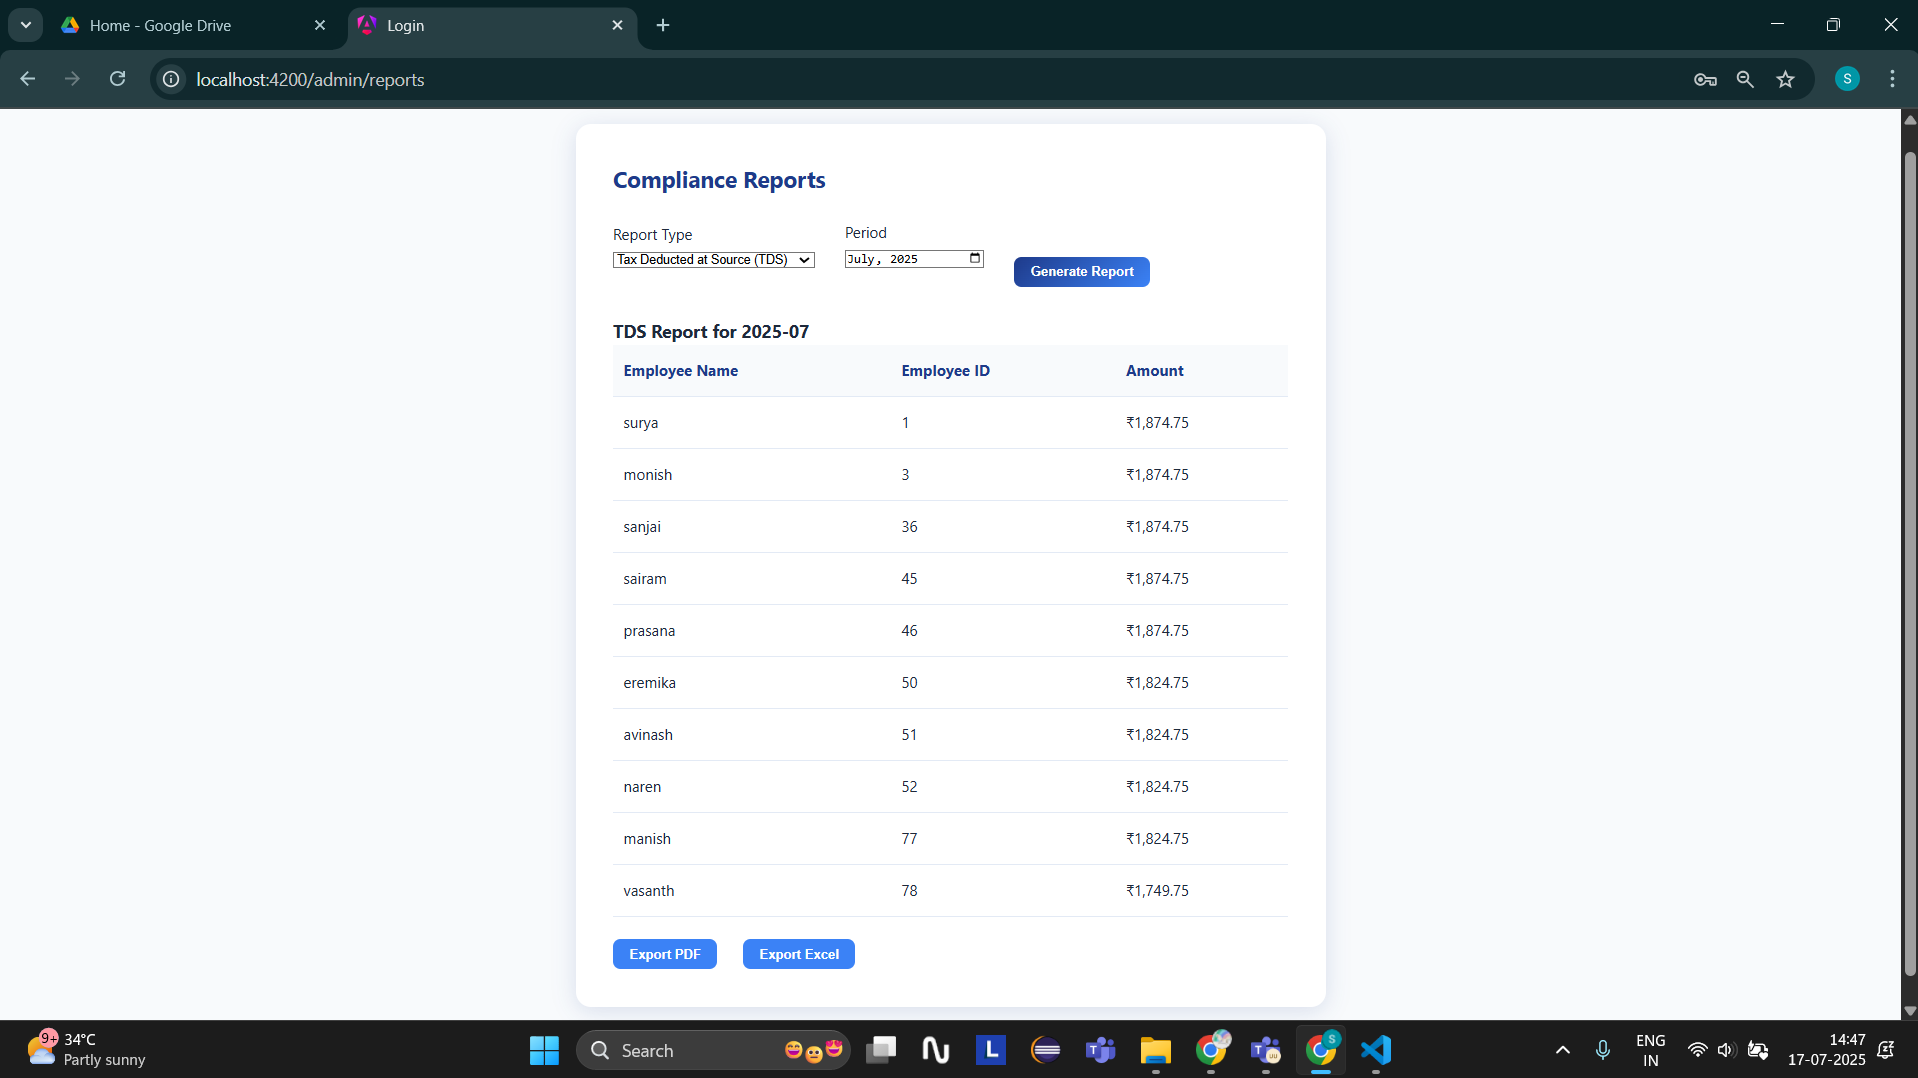 Home - Google Drive
Login
localhost:4200/admin/reports
S
Compliance Reports
Report Type
Period
Tax Deducted at Source (TDS)
July, 2025
Generate Report
TDS Report for 2025-07
Employee Name Employee ID Amount
surya 1 ₹1,874.75
monish 3 ₹1,874.75
sanjai 36 ₹1,874.75
sairam 45 ₹1,874.75
prasana 46 ₹1,874.75
eremika 50 ₹1,824.75
avinash 51 ₹1,824.75
naren 52 ₹1,824.75
manish 77 ₹1,824.75
vasanth 78 ₹1,749.75
Export PDF Export Excel
9+
34°C
Partly sunny
Search
L
T
T
S
ENG
IN
14:47
17-07-2025